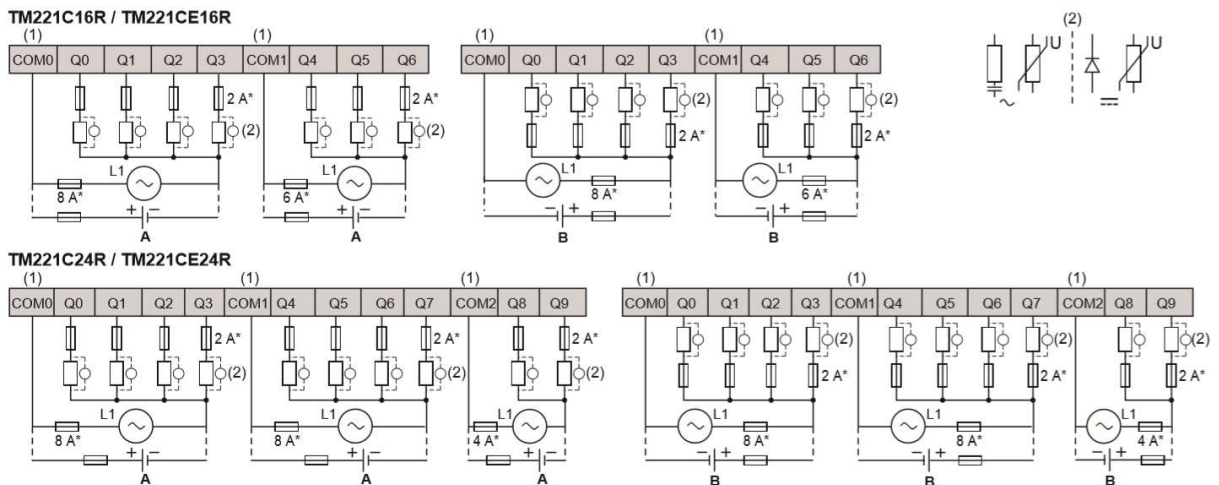 TM221C16R / TM221CE16R
(1) (1) (1) (1) (2)
COM0 Q0 Q1 Q2 Q3 COM1 Q4 Q5 Q6 COM0 Q0 Q1 Q2 Q3 COM1 Q4 Q5 Q6
U U
2 A* 2 A* (2) (2)
(2) (2) 2 A* 2 A*
L1 L1 L1 L1
8 A* 6 A* 8 A* 6 A*
+ − + − − + − +
A A B B
TM221C24R / TM221CE24R
(1) (1) (1) (1) (1) (1)
COM0 Q0 Q1 Q2 Q3 COM1 Q4 Q5 Q6 Q7 COM2 Q8 Q9 COM0 Q0 Q1 Q2 Q3 COM1 Q4 Q5 Q6 Q7 COM2 Q8 Q9
2 A* 2 A* 2 A* (2) (2) (2)
(2) (2) (2) 2 A* 2 A* 2 A*
L1 L1 L1 L1 L1 L1
8 A* 8 A* 4 A* 8 A* 8 A* 4 A*
+ − + − + − − + − + − +
A A A B B B